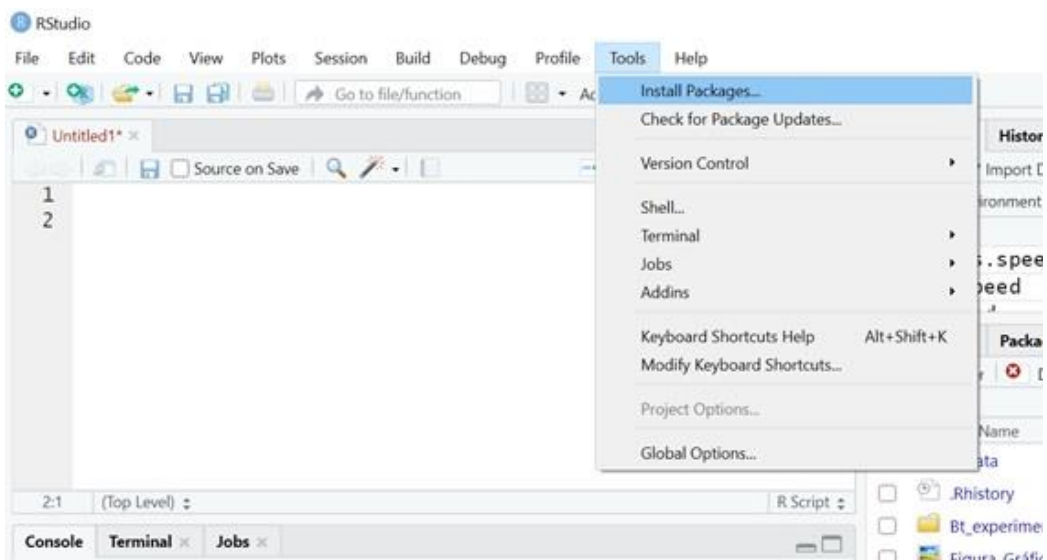 RStudio
File Edit Code View Plots Session Build Debug Profile Tools Help
Go to file/function
Install Packages...
Check for Package Updates...
Version Control
Shell...
Terminal
Jobs
Addins
Keyboard Shortcuts Help Alt+Shift+K
Modify Keyboard Shortcuts...
Project Options...
Global Options...
Untitled1*
Source on Save
1
2
2:1 (Top Level) R Script
Console Terminal Jobs
Import
Name
.Rhistory